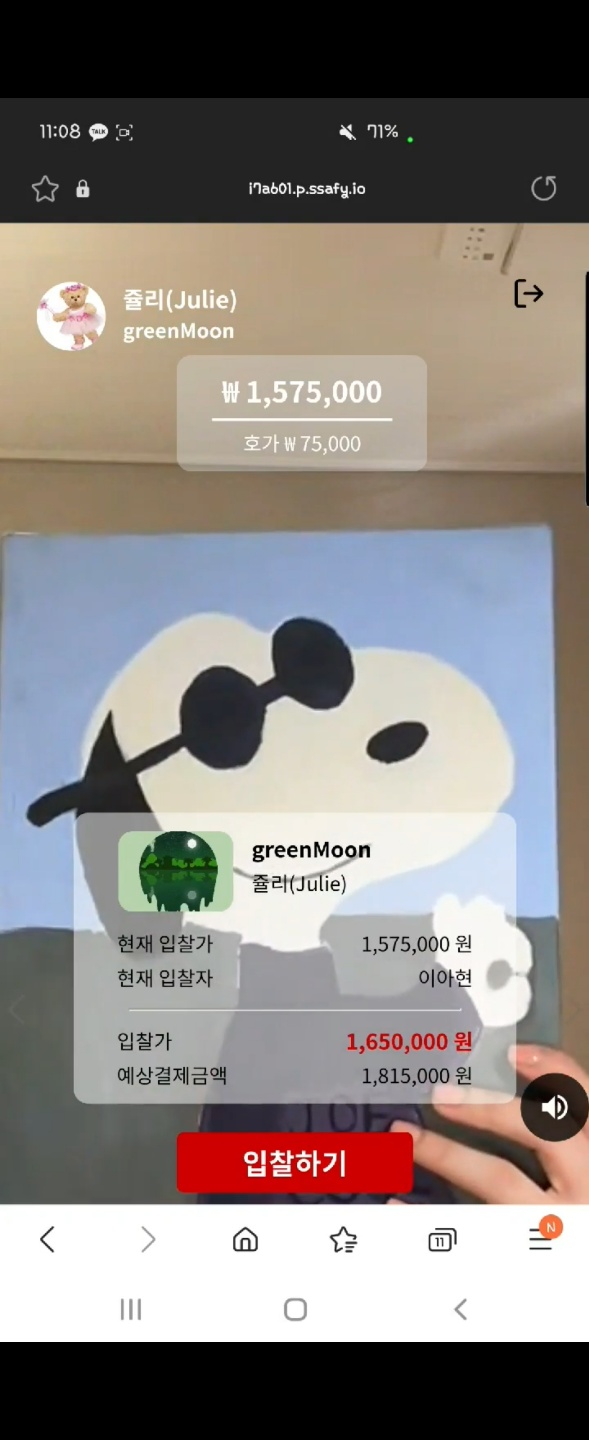 11:08 TALK 71%
i7a601.p.ssafy.io
쥴리(Julie)
greenMoon
₩ 1,575,000
호가 ₩ 75,000
greenMoon
쥴리(Julie)
현재 입찰가 1,575,000 원
현재 입찰자 이아현
입찰가 1,650,000 원
예상결제금액 1,815,000 원
JOE
입찰하기
11 N